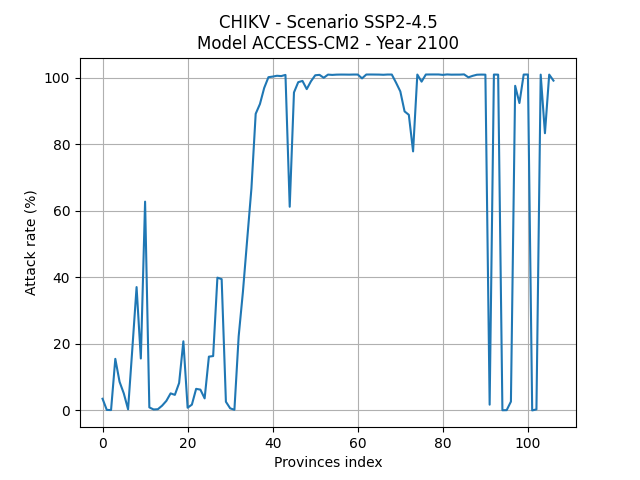 CHIKV - Scenario SSP2-4.5
Model ACCESS-CM2 - Year 2100
Attack rate (%)
100
80
60
40
20
0
0 20 40 60 80 100
Provinces index